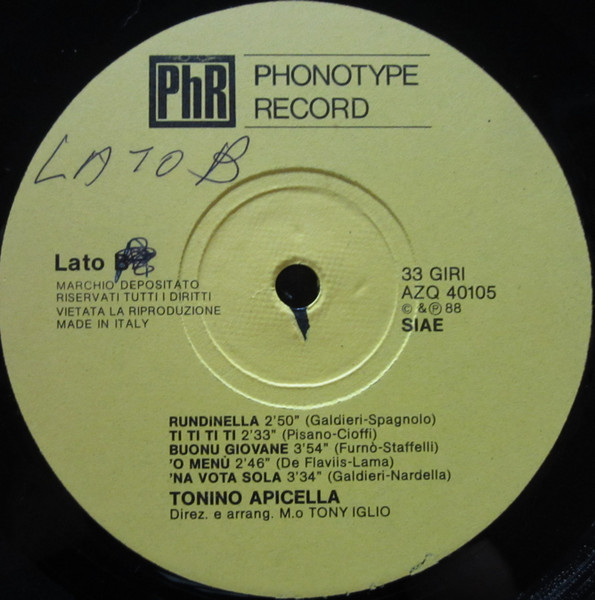 PhR
PHONOTYPE
RECORD
LATO B
Lato B
MARCHIO DEPOSITATO
RISERVATI TUTTI I DIRITTI
VIETATA LA RIPRODUZIONE
MADE IN ITALY
33 GIRI
AZQ 40105
© & ℗ 88
SIAE
RUNDINELLA 2'50" (Galdieri-Spagnolo)
TI TI TI TI 2'33" (Pisano-Cioffi)
BUONU GIOVANE 3'54" (Furnò-Staffelli)
'O MENÙ 2'46" (De Flaviis-Lama)
'NA VOTA SOLA 3'34" (Galdieri-Nardella)
TONINO APICELLA
Direz. e arrang. M.o TONY IGLIO